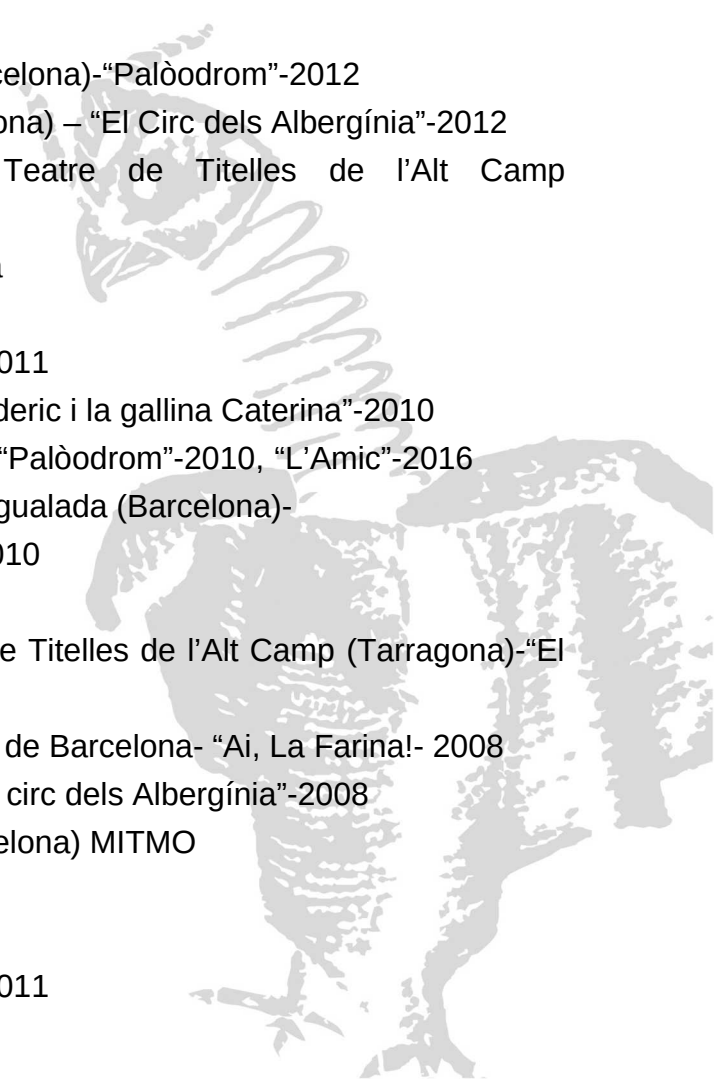 celona)-“Palòodrom”-2012
ona) – “El Circ dels Albergínia”-2012
Teatre de Titelles de l’Alt Camp
a
011
deric i la gallina Caterina”-2010
“Palòodrom”-2010, “L’Amic”-2016
gualada (Barcelona)-
010
e Titelles de l’Alt Camp (Tarragona)-“El
de Barcelona- “Ai, La Farina!- 2008
circ dels Albergínia”-2008
elona) MITMO
011